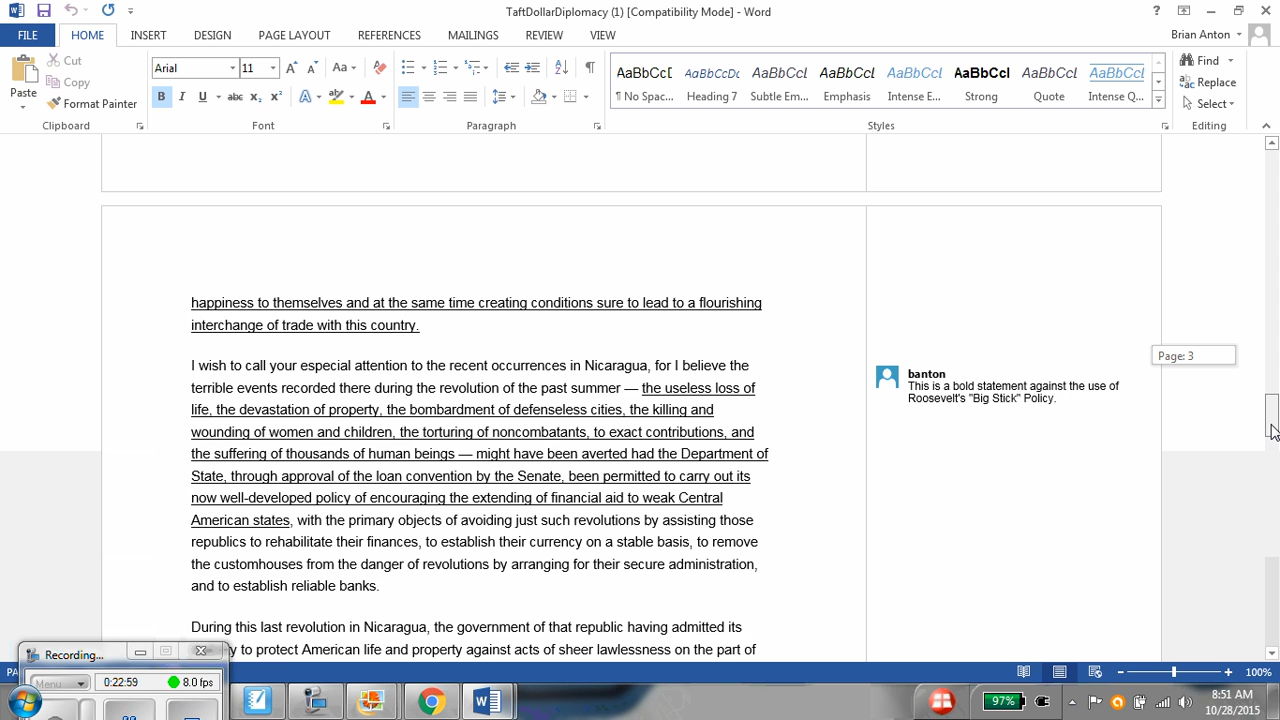 TaftDollarDiplomacy (1) [Compatibility Mode] - Word
FILE HOME INSERT DESIGN PAGE LAYOUT REFERENCES MAILINGS REVIEW VIEW Brian Anton
Paste
Cut
Copy
Format Painter
Clipboard
Arial 11
Aa
B I U abc x₂ x² A A
Font
Paragraph
AaBbCcD AaBbCcDc AaBbCcl AaBbCcl AaBbCcl AaBbCcl AaBbCcl AaBbCcl
¶ No Spac... Heading 7 Subtle Em... Emphasis Intense E... Strong Quote Intense Q...
Styles
Find
Replace
Select
Editing
happiness to themselves and at the same time creating conditions sure to lead to a flourishing
interchange of trade with this country.
I wish to call your especial attention to the recent occurrences in Nicaragua, for I believe the
terrible events recorded there during the revolution of the past summer — the useless loss of
life, the devastation of property, the bombardment of defenseless cities, the killing and
wounding of women and children, the torturing of noncombatants, to exact contributions, and
the suffering of thousands of human beings — might have been averted had the Department of
State, through approval of the loan convention by the Senate, been permitted to carry out its
now well-developed policy of encouraging the extending of financial aid to weak Central
American states, with the primary objects of avoiding just such revolutions by assisting those
republics to rehabilitate their finances, to establish their currency on a stable basis, to remove
the customhouses from the danger of revolutions by arranging for their secure administration,
and to establish reliable banks.
During this last revolution in Nicaragua, the government of that republic having admitted its
y to protect American life and property against acts of sheer lawlessness on the part of
Page: 3
banton
This is a bold statement against the use of
Roosevelt's "Big Stick" Policy.
Recording...
Menu 0:22:59 8.0 fps
100%
97%
8:51 AM
10/28/2015